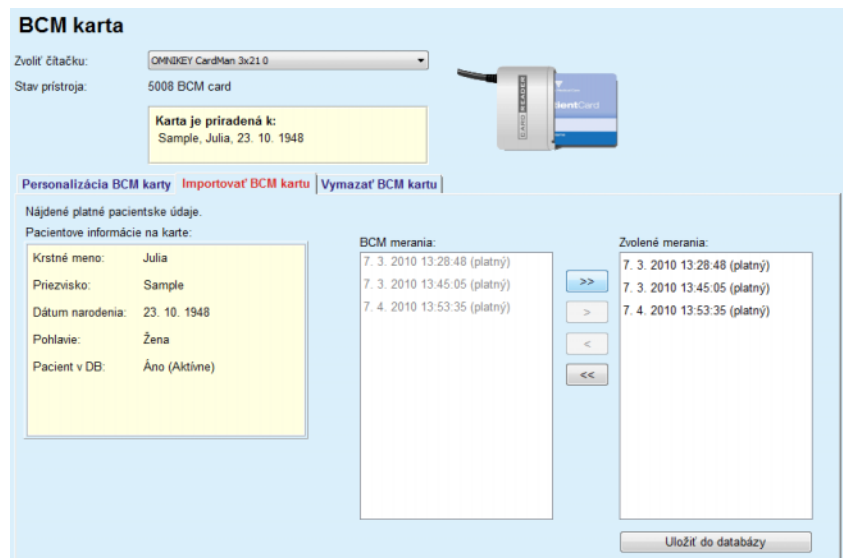 BCM karta
Zvoliť čítačku: OMNIKEY CardMan 3x21 0
Stav prístroja: 5008 BCM card
Karta je priradená k:
Sample, Julia, 23. 10. 1948
CARD READER
ientCard
Personalizácia BCM karty Importovať BCM kartu Vymazať BCM kartu
Nájdené platné pacientske údaje.
Pacientove informácie na karte:
Krstné meno: Julia
Priezvisko: Sample
Dátum narodenia: 23. 10. 1948
Pohlavie: Žena
Pacient v DB: Áno (Aktívne)
BCM merania:
7. 3. 2010 13:28:48 (platný)
7. 3. 2010 13:45:05 (platný)
7. 4. 2010 13:53:35 (platný)
>>
>
<
<<
Zvolené merania:
7. 3. 2010 13:28:48 (platný)
7. 3. 2010 13:45:05 (platný)
7. 4. 2010 13:53:35 (platný)
Uložiť do databázy